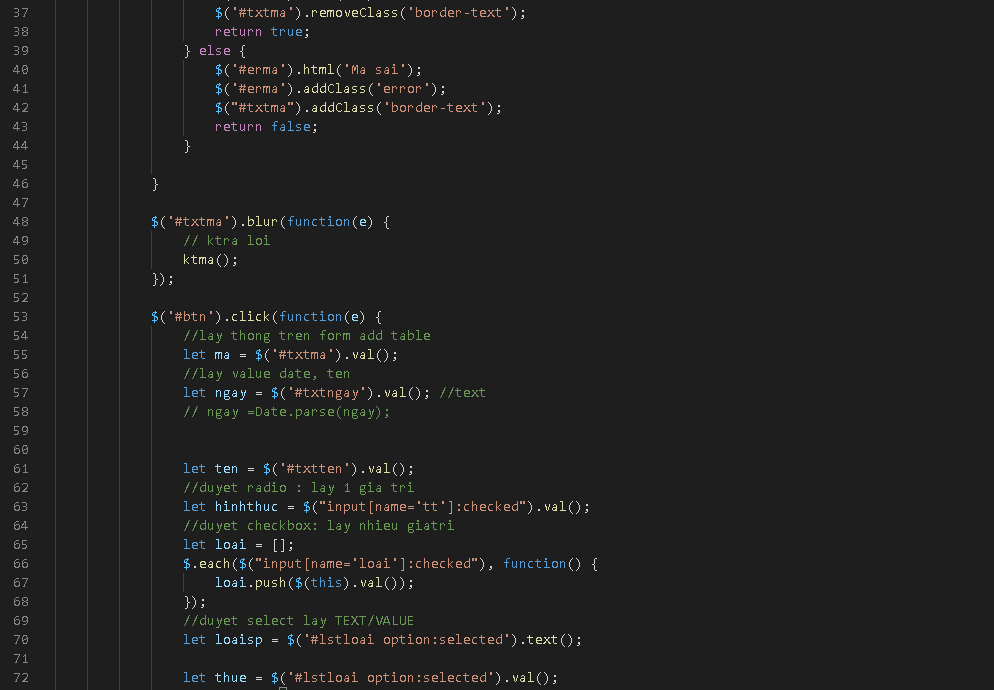 37 $('#txtma').removeClass('border-text');
38 return true;
39 } else {
40 $('#erma').html('Ma sai');
41 $('#erma').addClass('error');
42 $("#txtma").addClass('border-text');
43 return false;
44 }
45
46 }
47
48 $('#txtma').blur(function(e) {
49 // ktra loi
50 ktma();
51 });
52
53 $('#btn').click(function(e) {
54 //lay thong tren form add table
55 let ma = $('#txtma').val();
56 //lay value date, ten
57 let ngay = $('#txtngay').val(); //text
58 // ngay =Date.parse(ngay);
59
60
61 let ten = $('#txtten').val();
62 //duyet radio : lay 1 gia tri
63 let hinhthuc = $("input[name='tt']:checked").val();
64 //duyet checkbox: lay nhieu giatri
65 let loai = [];
66 $.each($("input[name='loai']:checked"), function() {
67 loai.push($(this).val());
68 });
69 //duyet select lay TEXT/VALUE
70 let loaisp = $('#lstloai option:selected').text();
71
72 let thue = $('#lstloai option:selected').val();